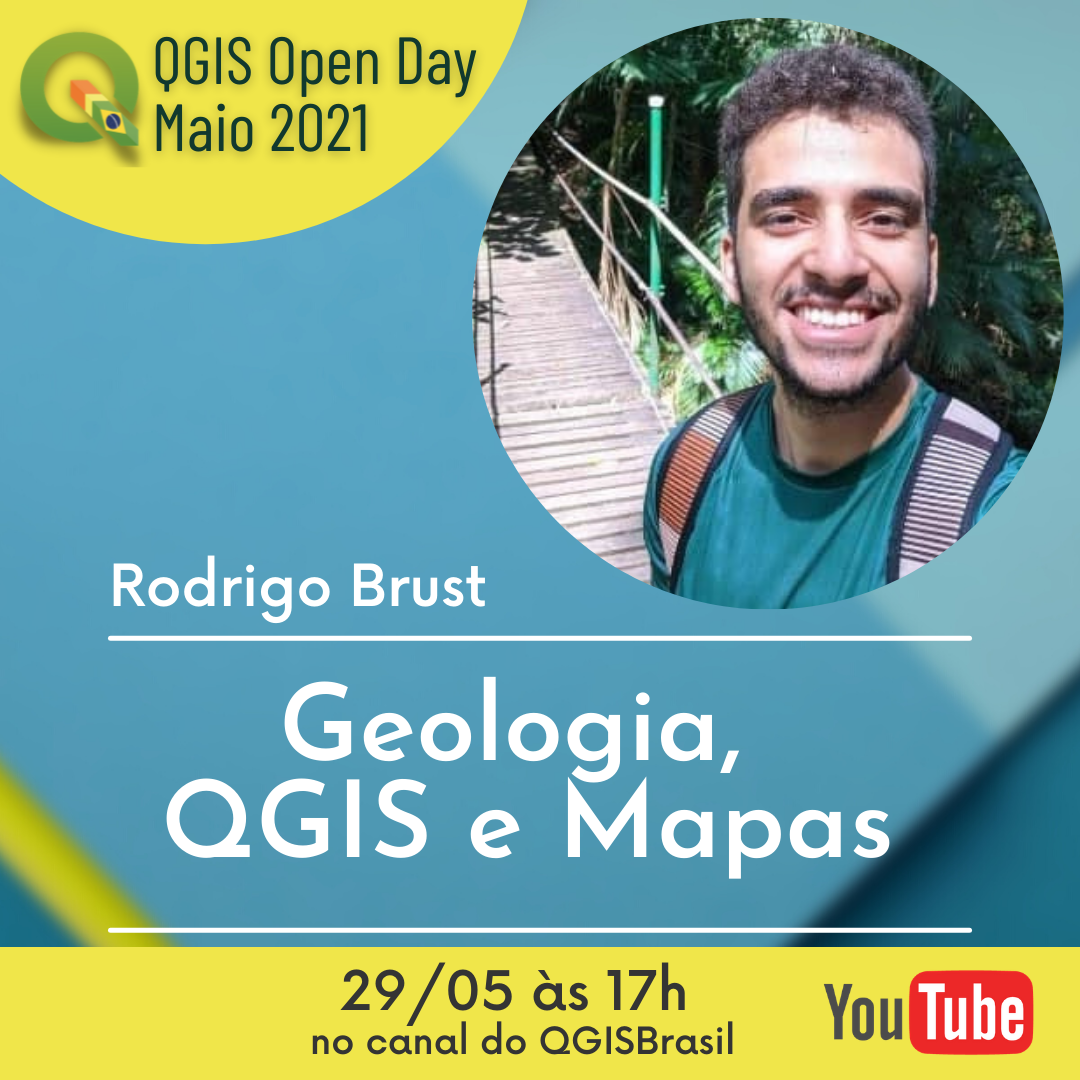 QGIS Open Day
Maio 2021
Rodrigo Brust
Geologia,
QGIS e Mapas
29/05 às 17h
no canal do QGISBrasil
YouTube